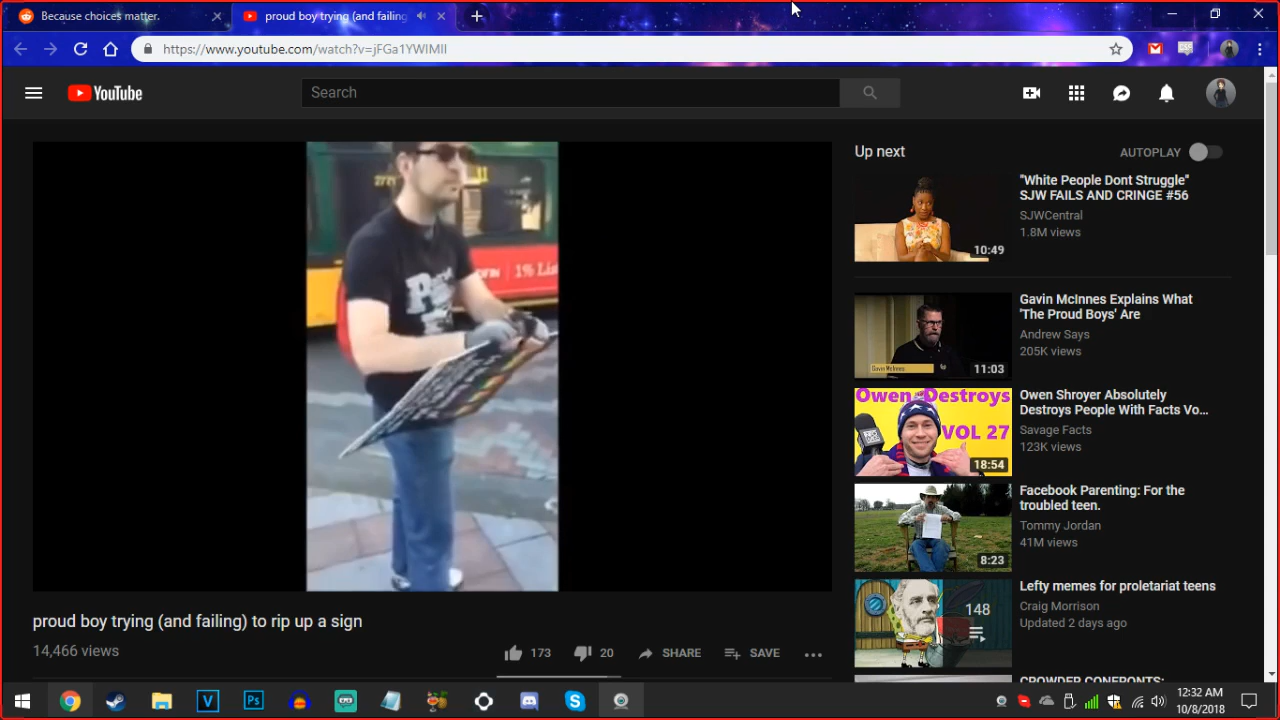 Because choices matter.
proud boy trying (and failing
https://www.youtube.com/watch?v=jFGa1YWlMlI
YouTube
Search
Up next
AUTOPLAY
"White People Dont Struggle"
SJW FAILS AND CRINGE #56
SJWCentral
1.8M views
10:49
Gavin McInnes Explains What
'The Proud Boys' Are
Andrew Says
205K views
Gavin McInnes
11:03
Owen Destroys
VOL 27
18:54
Owen Shroyer Absolutely
Destroys People With Facts Vo...
Savage Facts
123K views
Facebook Parenting: For the
troubled teen.
Tommy Jordan
41M views
8:23
Lefty memes for proletariat teens
Craig Morrison
Updated 2 days ago
148
1% Lis
proud boy trying (and failing) to rip up a sign
14,466 views
173
20
SHARE
SAVE
CROWDER CONFRONTS:
12:32 AM
10/8/2018